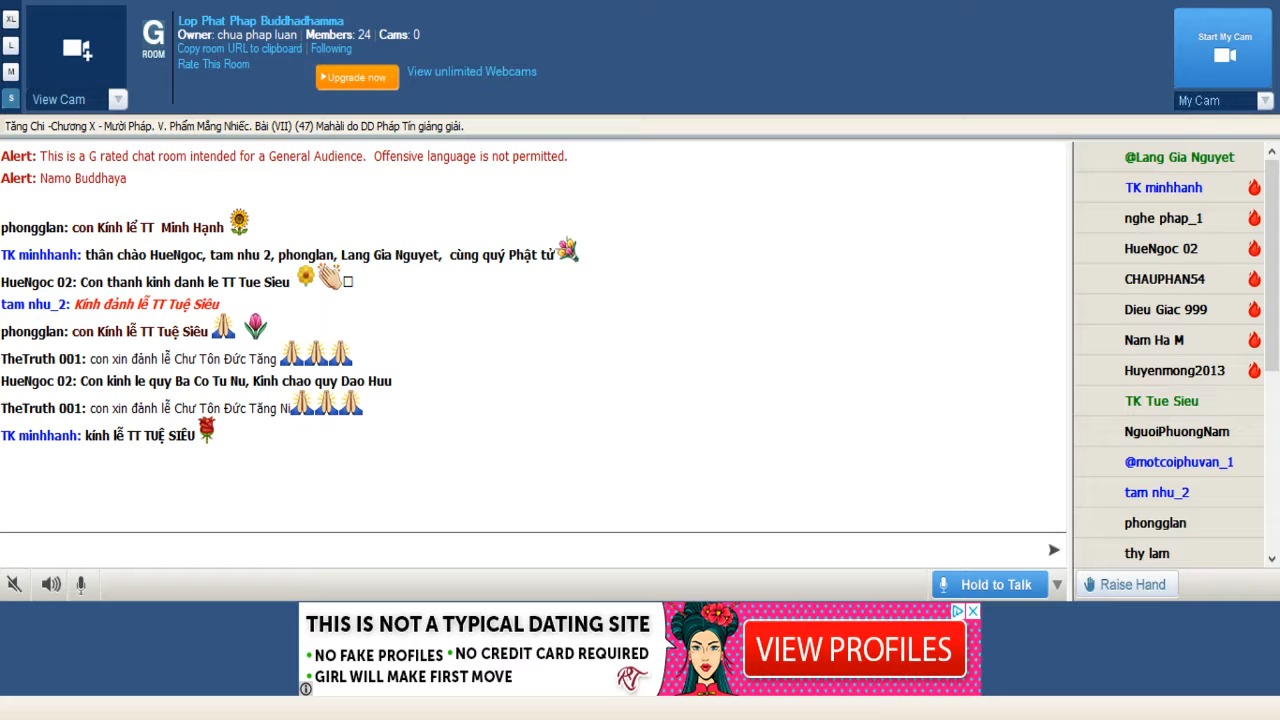 XL
L
M
S
View Cam
G
ROOM
Lop Phat Phap Buddhadhamma
Owner: chua phap luan | Members: 24 | Cams: 0
Copy room URL to clipboard | Following
Rate This Room
Upgrade now
View unlimited Webcams
Start My Cam
My Cam
Tăng Chi -Chương X - Mười Pháp. V. Phẩm Mắng Nhiếc. Bài (VII) (47) Mahàli do DD Pháp Tín giảng giải.
Alert: This is a G rated chat room intended for a General Audience. Offensive language is not permitted.
Alert: Namo Buddhaya
phongglan: con Kính lể TT Minh Hạnh
TK minhhanh: thân chào HueNgoc, tam nhu 2, phonglan, Lang Gia Nguyet, cùng quý Phật tử
HueNgoc 02: Con thanh kinh danh le TT Tue Sieu
tam nhu_2: Kính đảnh lễ TT Tuệ Siêu
phongglan: con Kính lễ TT Tuệ Siêu
TheTruth 001: con xin đảnh lễ Chư Tôn Đức Tăng
HueNgoc 02: Con kinh le quy Ba Co Tu Nu, Kinh chao quy Dao Huu
TheTruth 001: con xin đảnh lễ Chư Tôn Đức Tăng Ni
TK minhhanh: kính lễ TT TUỆ SIÊU
@Lang Gia Nguyet
TK minhhanh
nghe phap_1
HueNgoc 02
CHAUPHAN54
Dieu Giac 999
Nam Ha M
Huyenmong2013
TK Tue Sieu
NguoiPhuongNam
@motcoiphuvan_1
tam nhu_2
phongglan
thy lam
Hold to Talk
Raise Hand
THIS IS NOT A TYPICAL DATING SITE
• NO FAKE PROFILES • NO CREDIT CARD REQUIRED
• GIRL WILL MAKE FIRST MOVE
RT
VIEW PROFILES